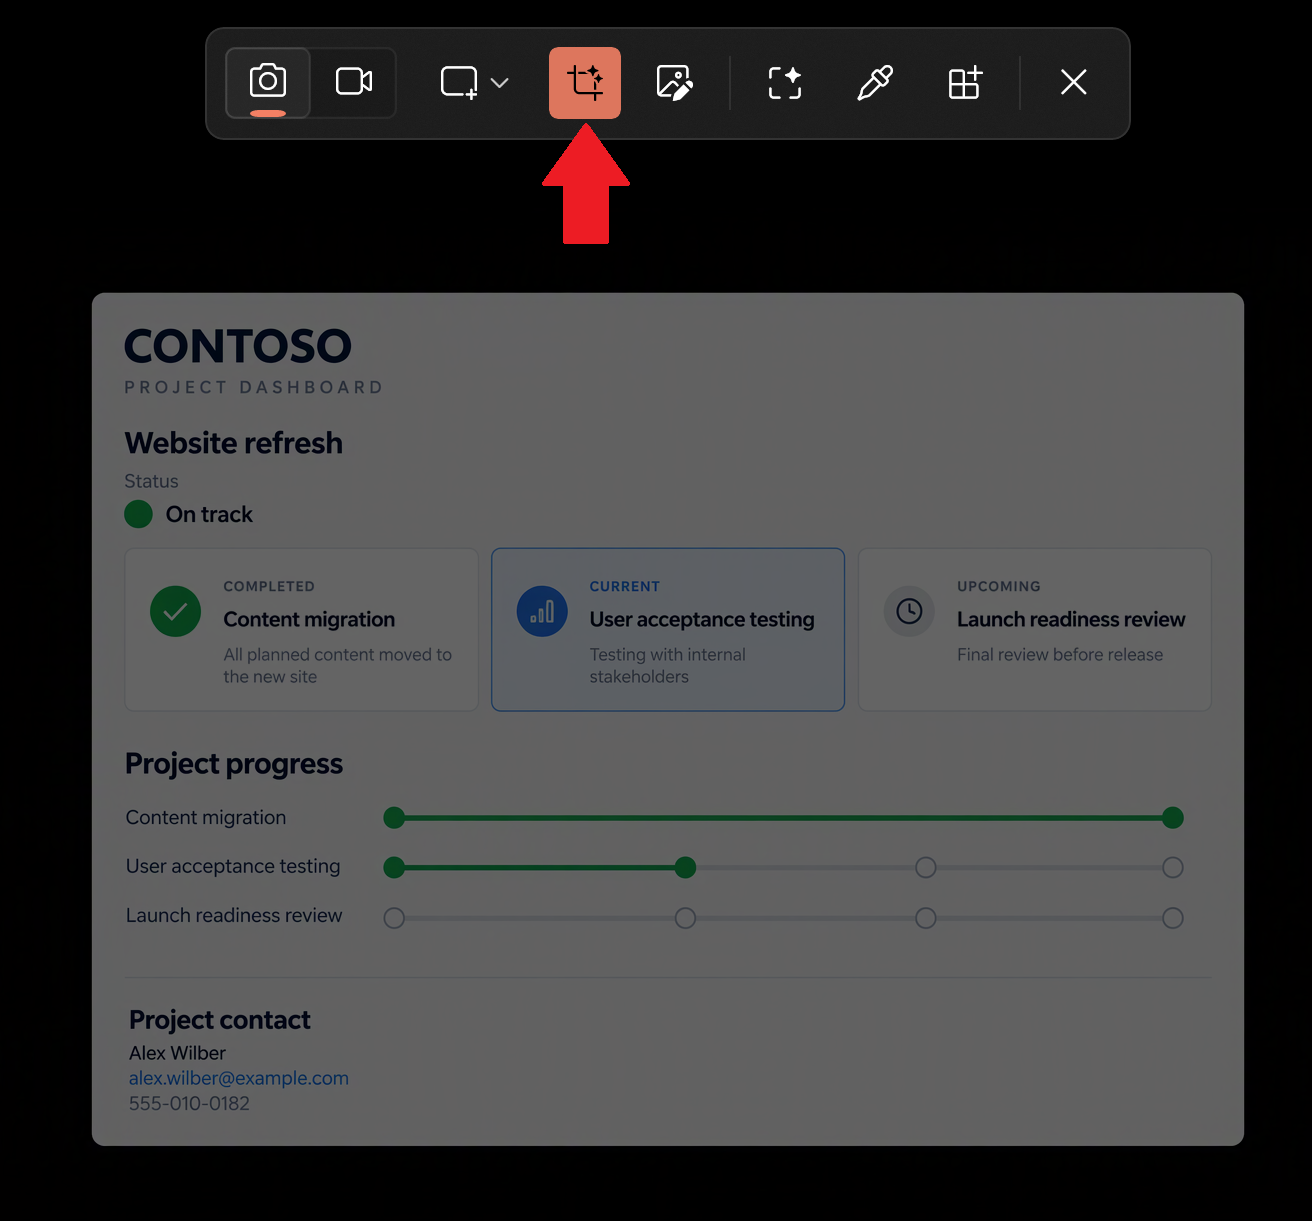 CONTOSO
PROJECT DASHBOARD
Website refresh
Status
On track
COMPLETED
Content migration
All planned content moved to
the new site
CURRENT
User acceptance testing
Testing with internal
stakeholders
UPCOMING
Launch readiness review
Final review before release
Project progress
Content migration
User acceptance testing
Launch readiness review
Project contact
Alex Wilber
alex.wilber@example.com
555-010-0182